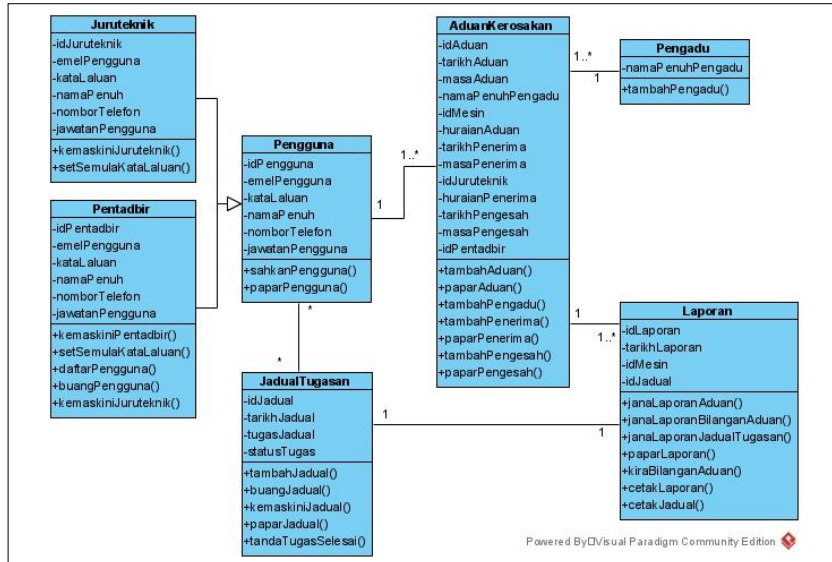 Juruteknik
-idJuruteknik
-emelPengguna
-kataLaluan
-namaPenuh
-nomborTelefon
-jawatanPengguna
+kemaskiniJuruteknik()
+setSemulaKataLaluan()
Pentadbir
-idPentadbir
-emelPengguna
-kataLaluan
-namaPenuh
-nomborTelefon
-jawatanPengguna
+kemaskiniPentadbir()
+setSemulaKataLaluan()
+daftarPengguna()
+buangPengguna()
+kemaskiniJuruteknik()
Pengguna
-idPengguna
-emelPengguna
-kataLaluan
-namaPenuh
-nomborTelefon
-jawatanPengguna
+sahkanPengguna()
+paparPengguna()
1
1..*
*
*
JadualTugasan
-idJadual
-tarikhJadual
-tugasJadual
-statusTugas
+tambahJadual()
+buangJadual()
+kemaskiniJadual()
+paparJadual()
+tandaTugasSelesai()
1
1
AduanKerosakan
-idAduan
-tarikhAduan
-masaAduan
-namaPenuhPengadu
-idMesin
-huraianAduan
-tarikhPenerima
-masaPenerima
-idJuruteknik
-huraianPenerima
-tarikhPengesah
-masaPengesah
-idPentadbir
+tambahAduan()
+paparAduan()
+tambahPengadu()
+tambahPenerima()
+paparPenerima()
+tambahPengesah()
+paparPengesah()
1..*
1
Pengadu
-namaPenuhPengadu
+tambahPengadu()
1
1..*
Laporan
-idLaporan
-tarikhLaporan
-idMesin
-idJadual
+janaLaporanAduan()
+janaLaporanBilanganAduan()
+janaLaporanJadualTugasan()
+paparLaporan()
+kiraBilanganAduan()
+cetakLaporan()
+cetakJadual()
Powered By□Visual Paradigm Community Edition